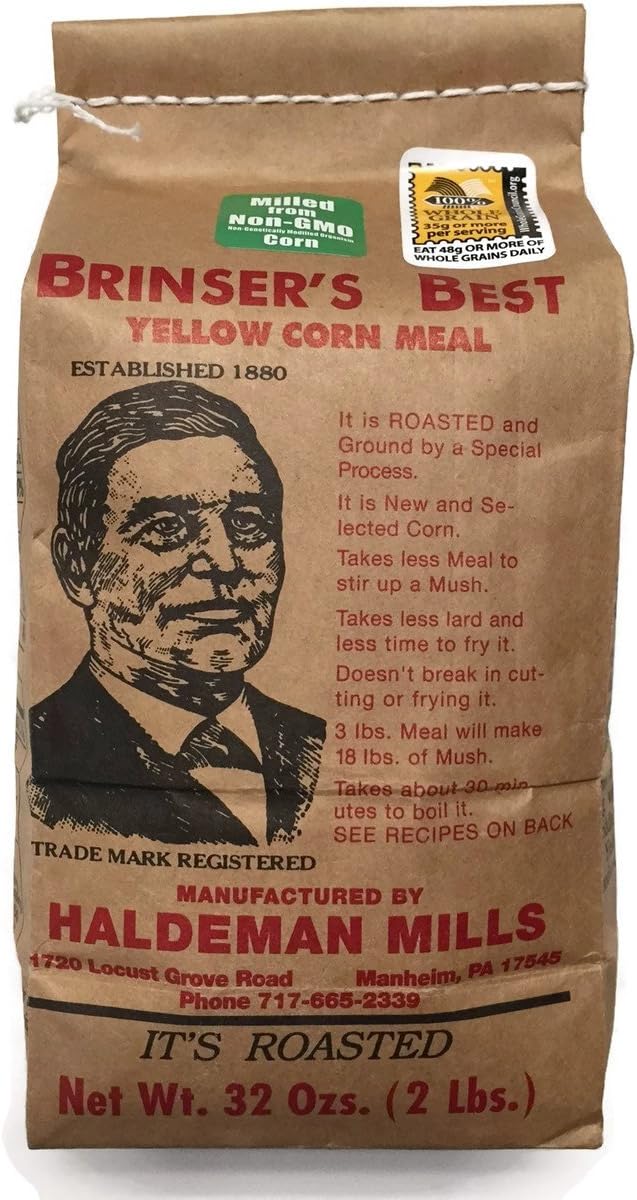 Milled
from
Non-GMO
Non-Genetically Modified Organism
Corn
100%
WHOLE
GRAIN
35g or more
per serving
WholeGrainsCouncil.org
EAT 48g OR MORE OF
WHOLE GRAINS DAILY
BRINSER'S BEST
YELLOW CORN MEAL
ESTABLISHED 1880
It is ROASTED and
Ground by a Special
Process.
It is New and Se-
lected Corn.
Takes less Meal to
stir up a Mush.
Takes less lard and
less time to fry it.
Doesn't break in cut-
ting or frying it.
3 lbs. Meal will make
18 lbs. of Mush.
Takes about 30 min
utes to boil it.
SEE RECIPES ON BACK
TRADE MARK REGISTERED
MANUFACTURED BY
HALDEMAN MILLS
1720 Locust Grove Road Manheim, PA 17545
Phone 717-665-2339
IT'S ROASTED
Net Wt. 32 Ozs. (2 Lbs.)